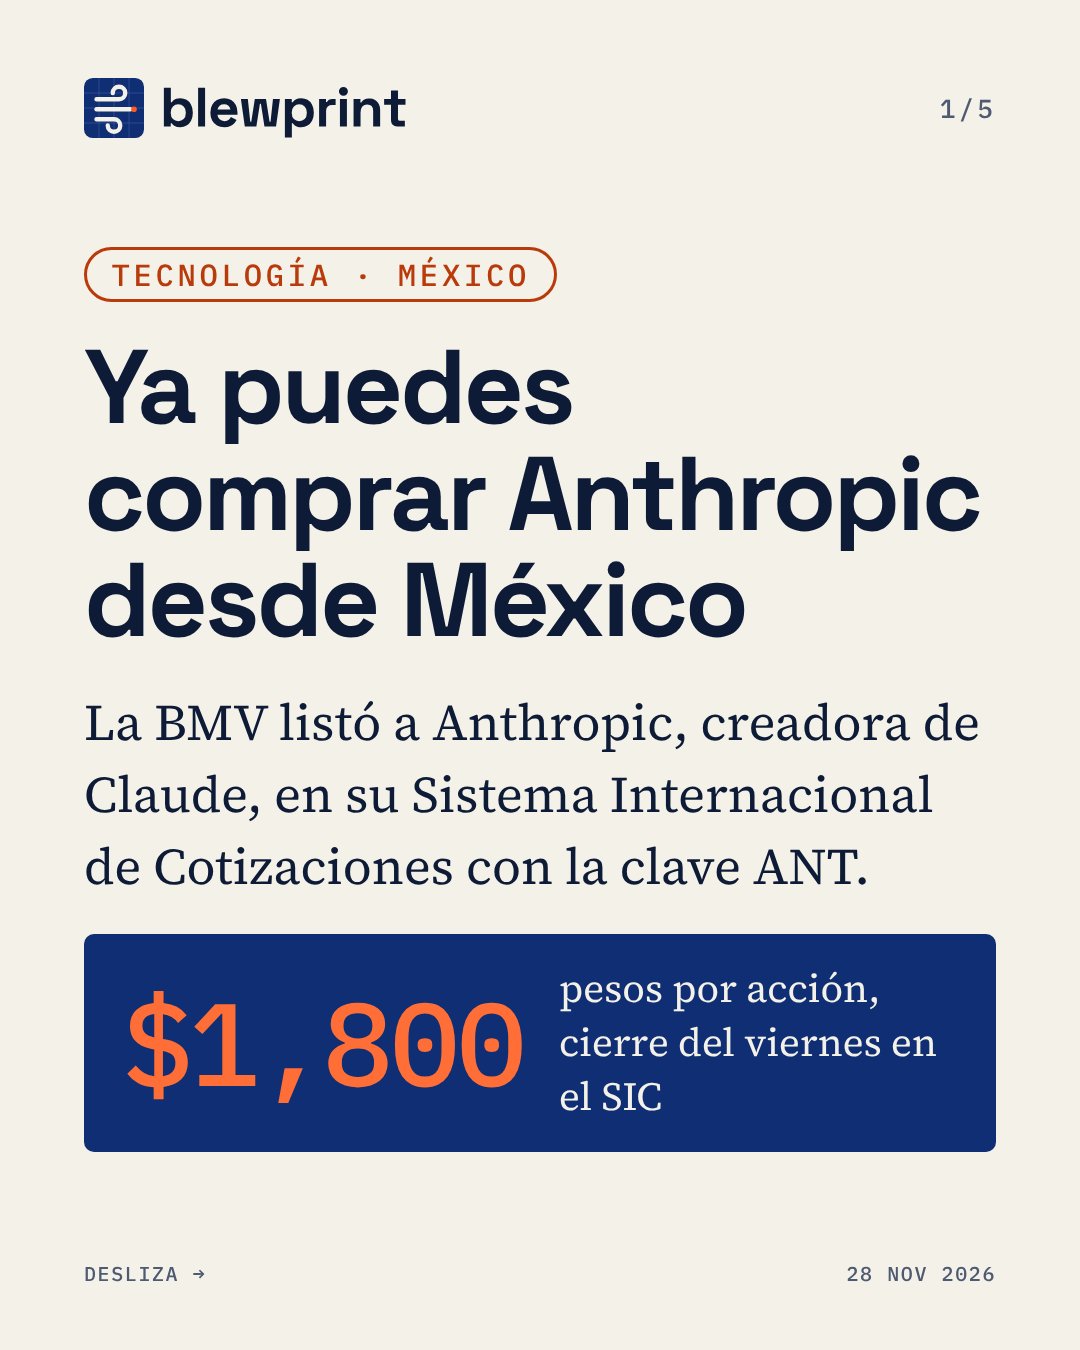 blewprint
1/5
TECNOLOGÍA · MÉXICO
Ya puedes
comprar Anthropic
desde México
La BMV listó a Anthropic, creadora de
Claude, en su Sistema Internacional
de Cotizaciones con la clave ANT.
$1,800
pesos por acción,
cierre del viernes en
el SIC
DESLIZA →
28 NOV 2026